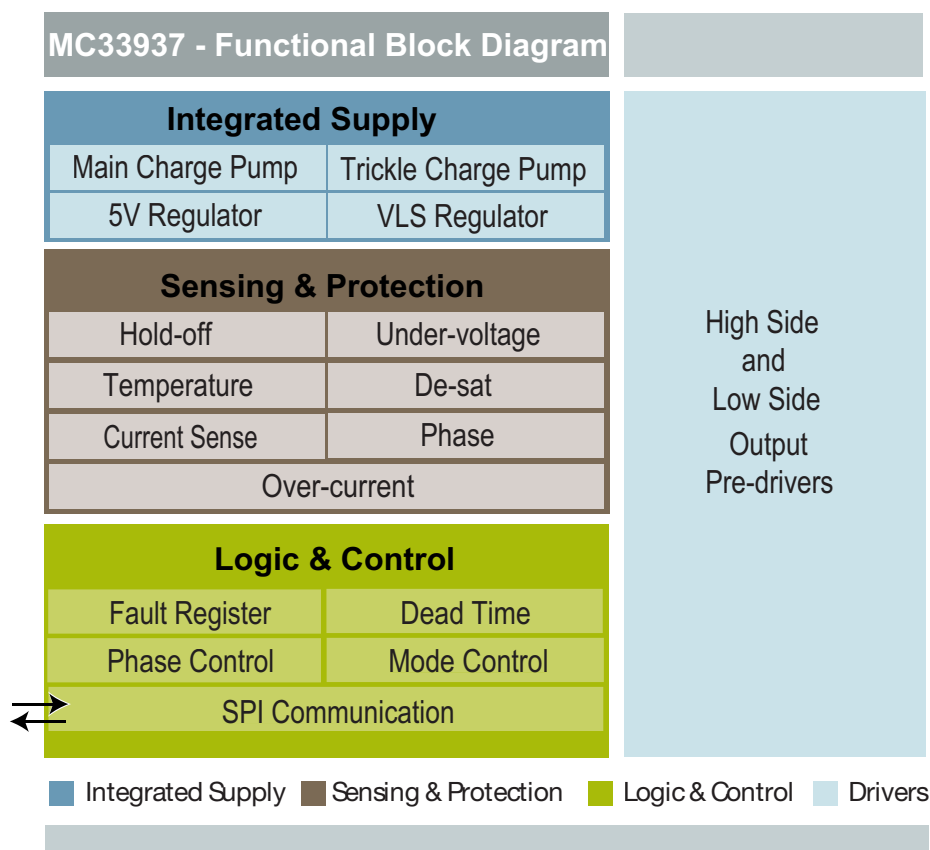 MC33937 - Functional Block Diagram
Integrated Supply
Main Charge Pump
Trickle Charge Pump
5V Regulator
VLS Regulator
Sensing & Protection
Hold-off
Under-voltage
Temperature
De-sat
Current Sense
Phase
Over-current
Logic & Control
Fault Register
Dead Time
Phase Control
Mode Control
SPI Communication
High Side
and
Low Side
Output
Pre-drivers
Integrated Supply
Sensing & Protection
Logic & Control
Drivers